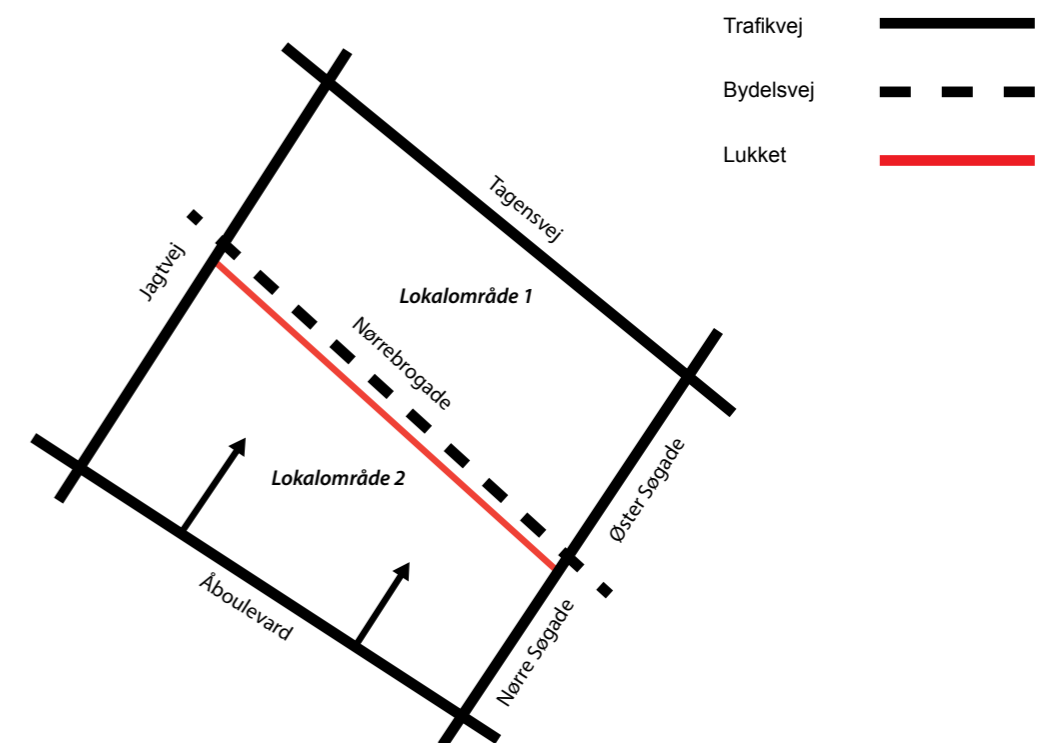 Trafikvej
Bydelsvej
Lukket
Tagensvej
Jagtvej
Lokalområde 1
Nørrebrogade
Lokalområde 2
Øster Søgade
Åboulevard
Nørre Søgade